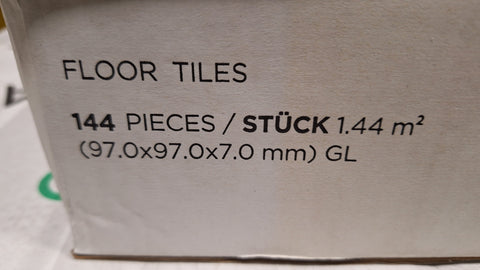 FLOOR TILES
144 PIECES / STÜCK 1.44 m²
(97.0x97.0x7.0 mm) GL